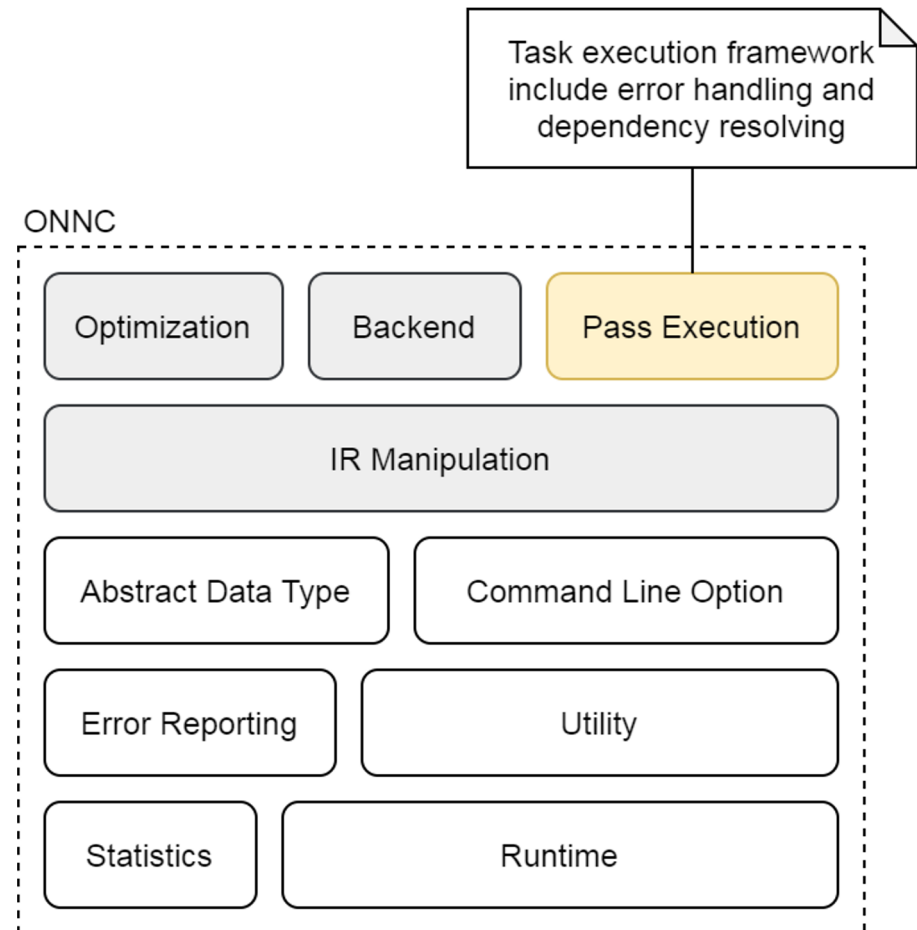 Task execution framework
include error handling and
dependency resolving
ONNC
Optimization
Backend
Pass Execution
IR Manipulation
Abstract Data Type
Command Line Option
Error Reporting
Utility
Statistics
Runtime